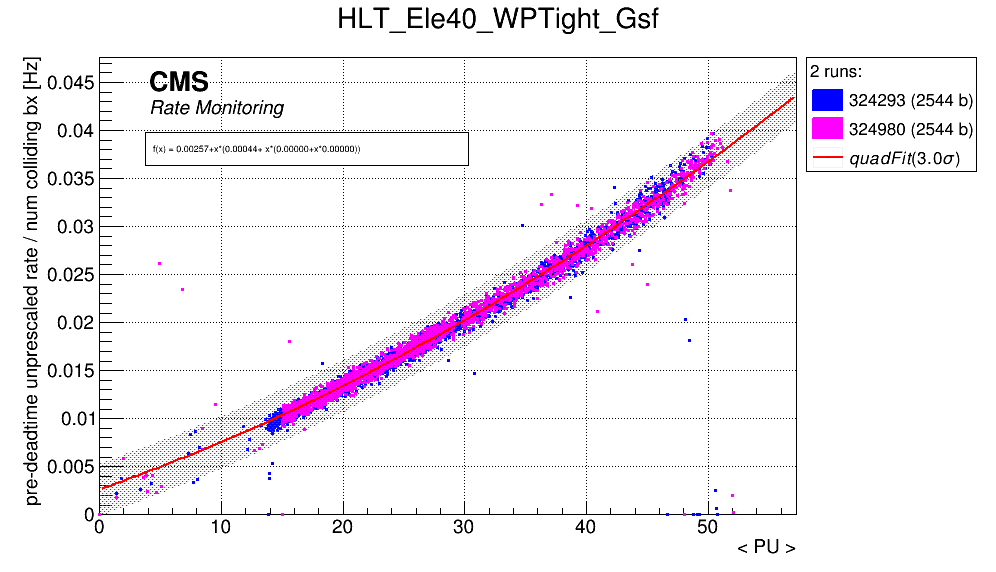 HLT_Ele40_WPTight_Gsf
pre-deadtime unprescaled rate / num colliding bx [Hz]
0.045
0.04
0.035
0.03
0.025
0.02
0.015
0.01
0.005
0
CMS
Rate Monitoring
f(x) = 0.00257+x*(0.00044+ x*(0.00000+x*0.00000))
0 10 20 30 40 50
< PU >
2 runs:
324293 (2544 b)
324980 (2544 b)
quadFit(3.0σ)